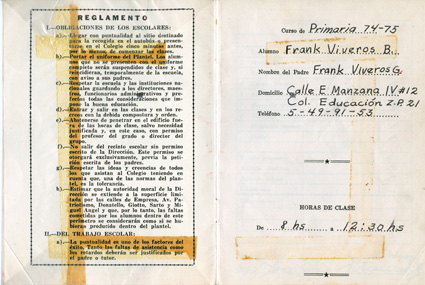 REGLAMENTO
I.—OBLIGACIONES DE LOS ESCOLARES:
a).—Llegar con puntualidad al sitio destinado
para la recogida en el autobús o presentarse
en el Colegio cinco minutos antes,
por lo menos, de comenzar las clases.
b).—Portar el uniforme del Plantel. Los alumnos
que no se presenten con el uniforme
completo serán suspendidos de clase y, si
reincidieran, temporalmente de la escuela,
con aviso a sus padres.
c).—Respeto a la escuela y las instituciones nacionales
guardando a los directores, maestros,
funcionarios administrativos y prefectos
todas las consideraciones que impone
la buena educación.
d).—Entrar y salir en las clases y en los recreos
con la debida compostura y orden.
e).—Abstenerse de penetrar en el edificio fuera
de las horas de clase, salvo necesidad
justificada y, en este caso, con permiso
del profesor del grado o director del
grupo.
f).—No salir del recinto escolar sin permiso
escrito de la Dirección. Este permiso se
otorgará exclusivamente, previa la petición
escrita de los padres.
g).—Respetar las ideas y creencias de todos
los que asistan al Colegio teniendo en
cuenta que, una de las normas del plantel,
es la tolerancia.
h).—Estimar que la autoridad moral de la Dirección
se extiende a la superficie limitada
por las calles de Empresa, Av. Patriotismo,
Donatello, Giotto, Sarto y Miguel
Angel y que, por lo tanto, las faltas
cometidas por los alumnos dentro de este
perímetro se considerarán como si se hubieran
producido dentro del plantel.
II.—DEL TRABAJO ESCOLAR:
a).—La puntualidad es uno de los factores del
éxito. Tanto las faltas de asistencia como
los retardos deberán ser justificados por
el padre o tutor.
Curso de Primaria 74-75
Alumno Frank Viveros B.
Nombre del Padre Frank Viveros G.
Domicilio Calle F Manzana IV #12
Col. Educación Z.P. 21
Teléfono 5-49-91-53
HORAS DE CLASE
De 8 hs a 12:30 hs